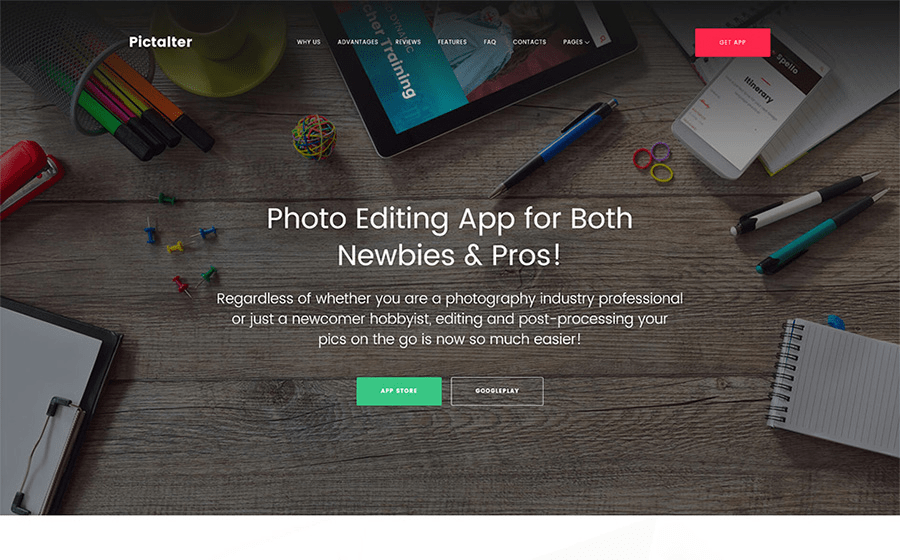 Pictalter
WHY US
ADVANTAGES
REVIEWS
FEATURES
FAQ
CONTACTS
PAGES
GET APP
Training
Itinerary
Photo Editing App for Both
Newbies & Pros!
Regardless of whether you are a photography industry professional
or just a newcomer hobbyist, editing and post-processing your
pics on the go is now so much easier!
APP STORE
GOOGLEPLAY